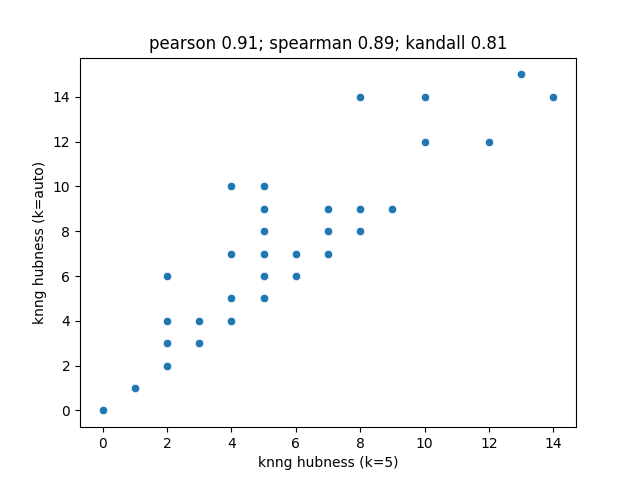 pearson 0.91; spearman 0.89; kandall 0.81
knng hubness (k=auto)
14
12
10
8
6
4
2
0
0 2 4 6 8 10 12 14
knng hubness (k=5)